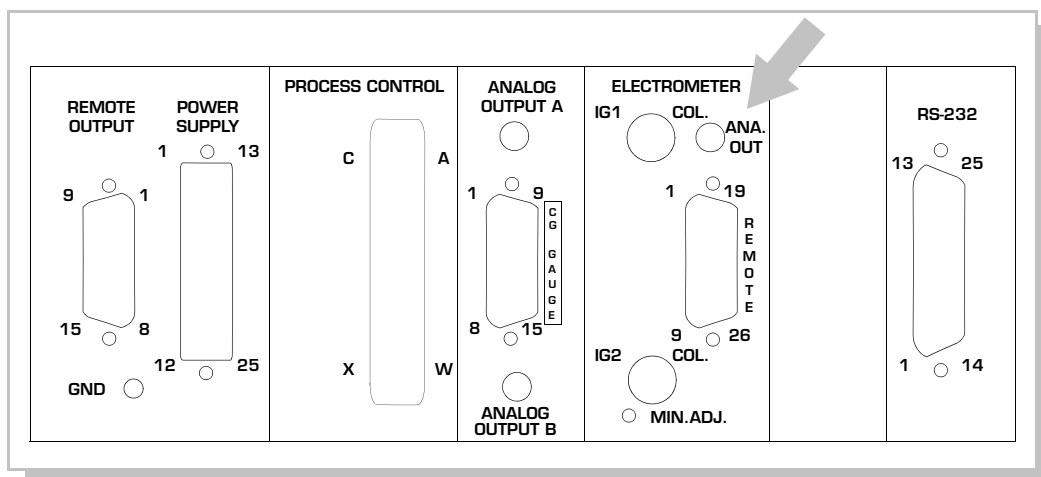 REMOTE
OUTPUT
9 1
15 8
GND
POWER
SUPPLY
1 13
12 25
PROCESS CONTROL
C A
X W
ANALOG
OUTPUT A
1 9
CG GAUGE
8 15
ANALOG
OUTPUT B
ELECTROMETER
IG1 COL.
ANA.
OUT
1 19
REMOTE
9 26
IG2 COL.
MIN.ADJ.
RS-232
13 25
1 14